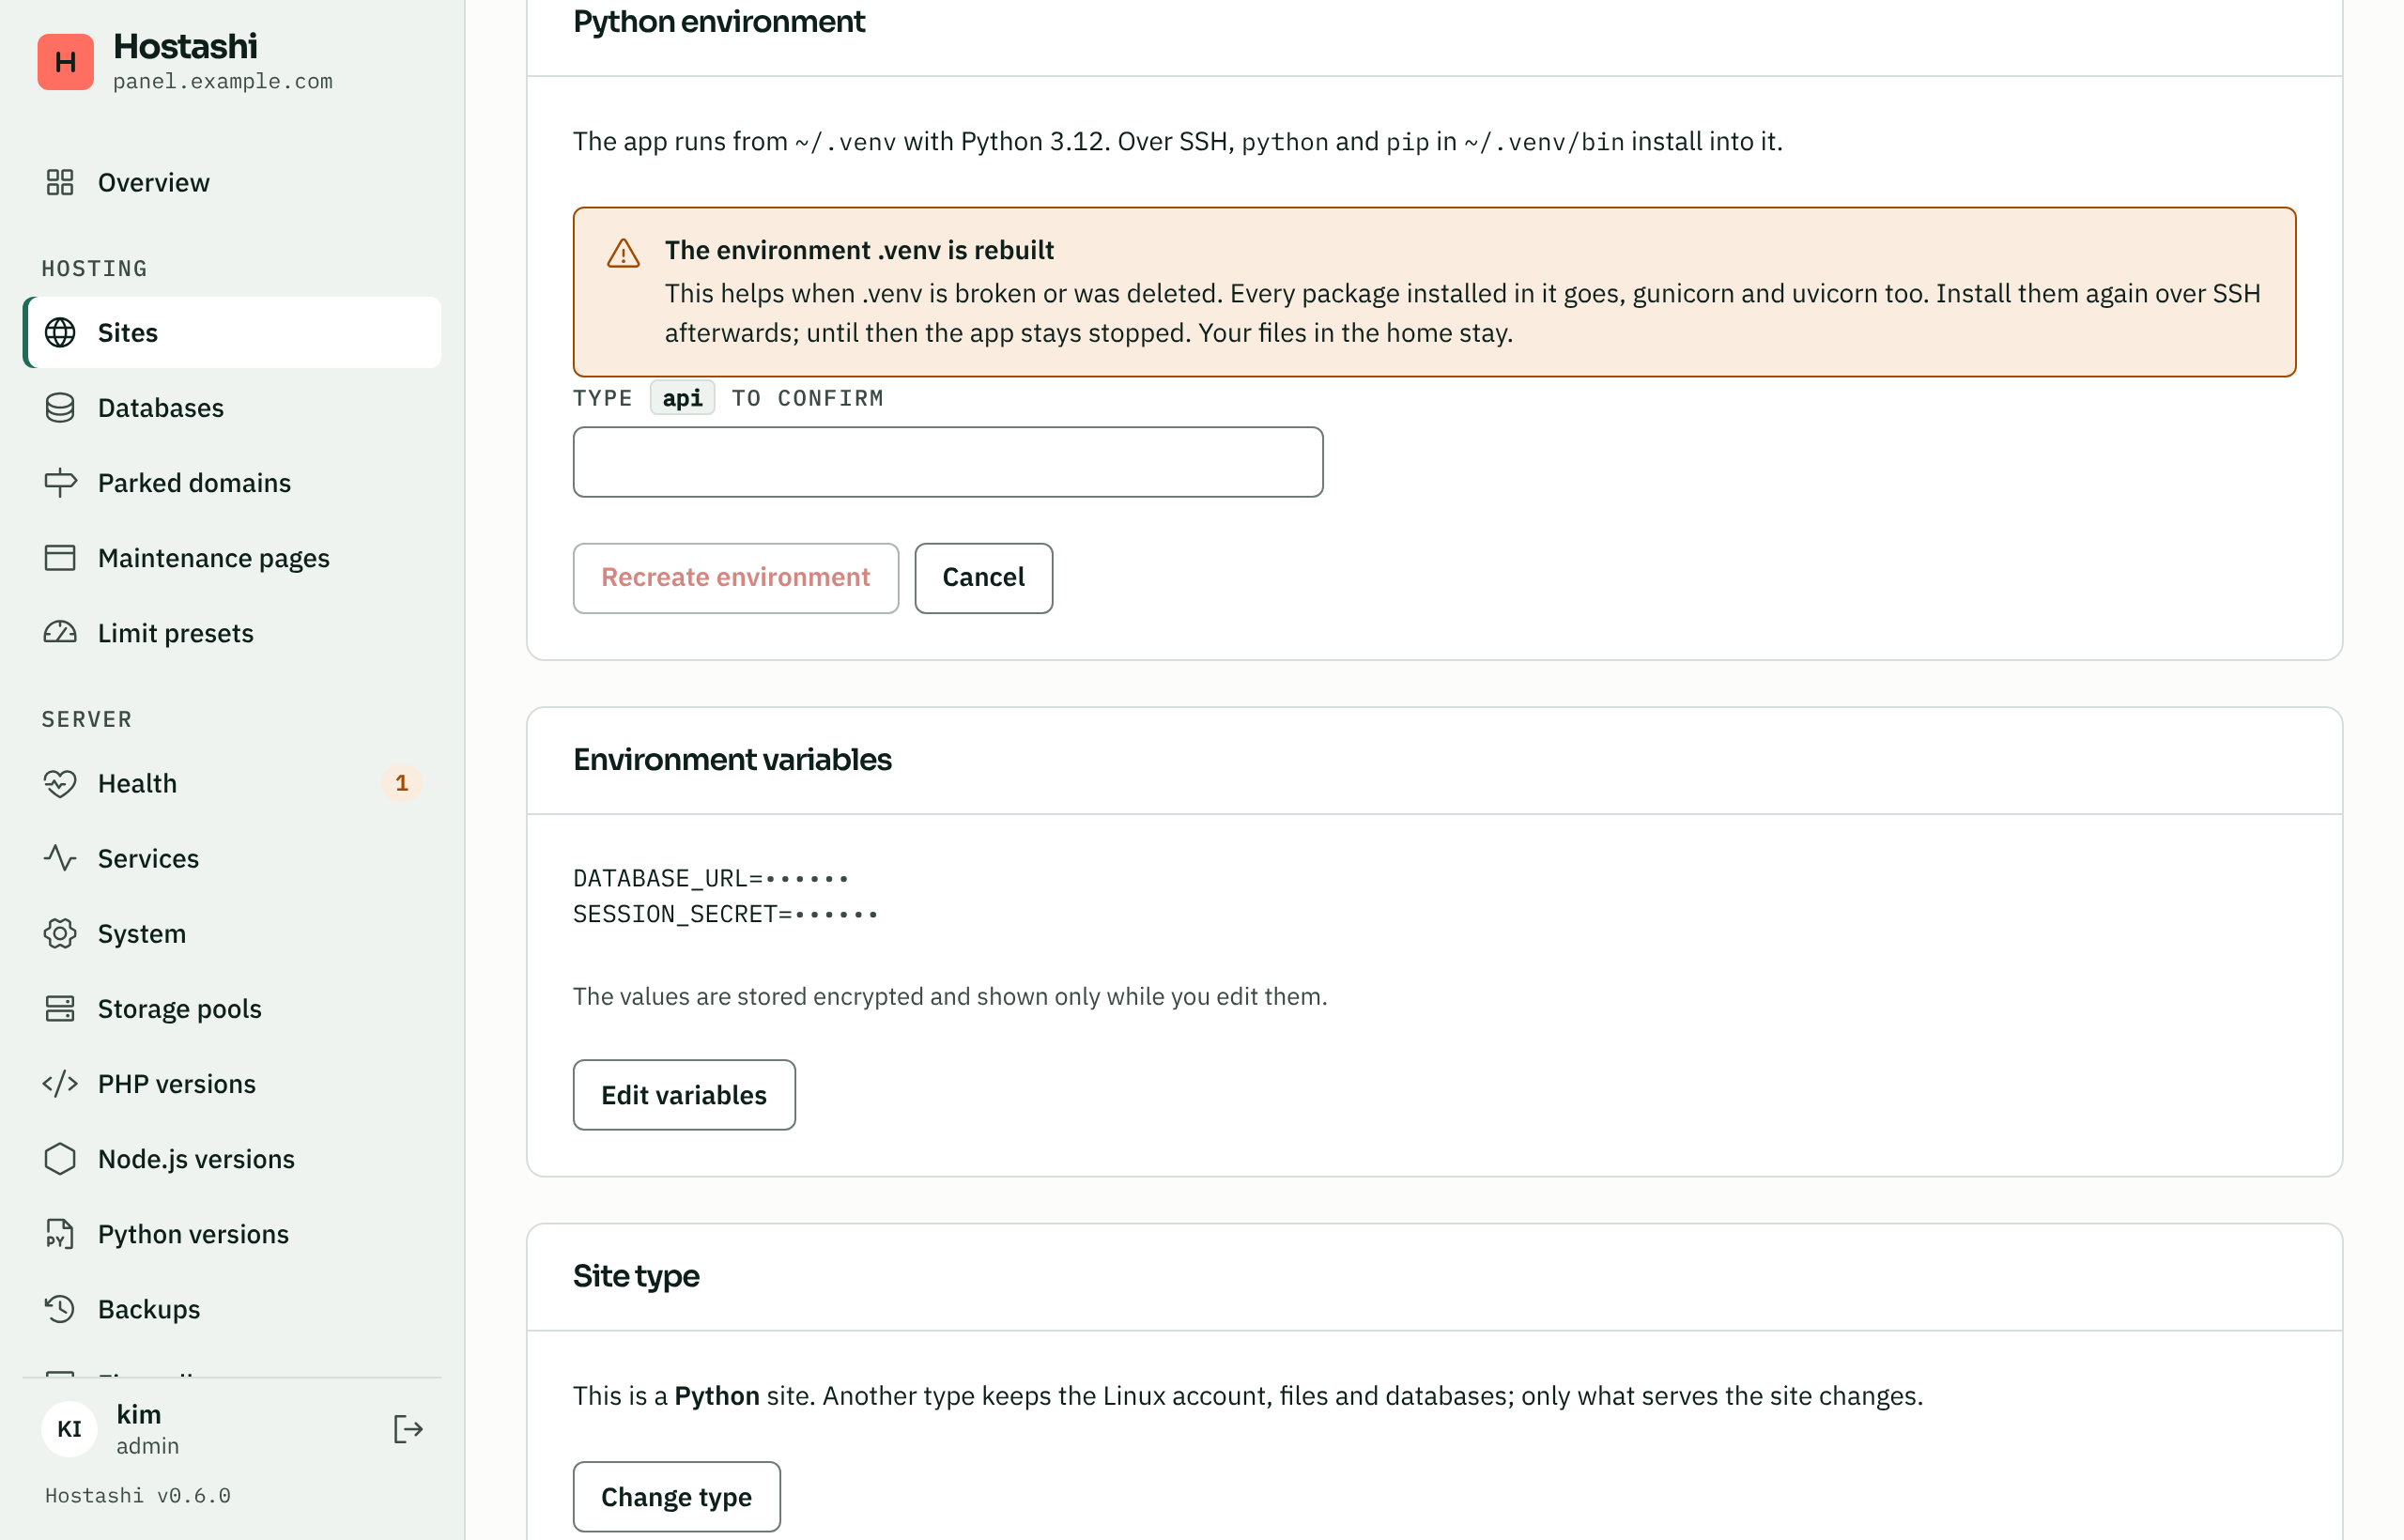 H
Hostashi
panel.example.com
Overview
HOSTING
Sites
Databases
Parked domains
Maintenance pages
Limit presets
SERVER
Health 1
Services
System
Storage pools
PHP versions
Node.js versions
PY Python versions
Backups
KI
kim
admin
Hostashi v0.6.0
Python environment
The app runs from ~/.venv with Python 3.12. Over SSH, python and pip in ~/.venv/bin install into it.
The environment .venv is rebuilt
This helps when .venv is broken or was deleted. Every package installed in it goes, gunicorn and uvicorn too. Install them again over SSH
afterwards; until then the app stays stopped. Your files in the home stay.
TYPE api TO CONFIRM
Recreate environment Cancel
Environment variables
DATABASE_URL=••••••
SESSION_SECRET=••••••
The values are stored encrypted and shown only while you edit them.
Edit variables
Site type
This is a Python site. Another type keeps the Linux account, files and databases; only what serves the site changes.
Change type